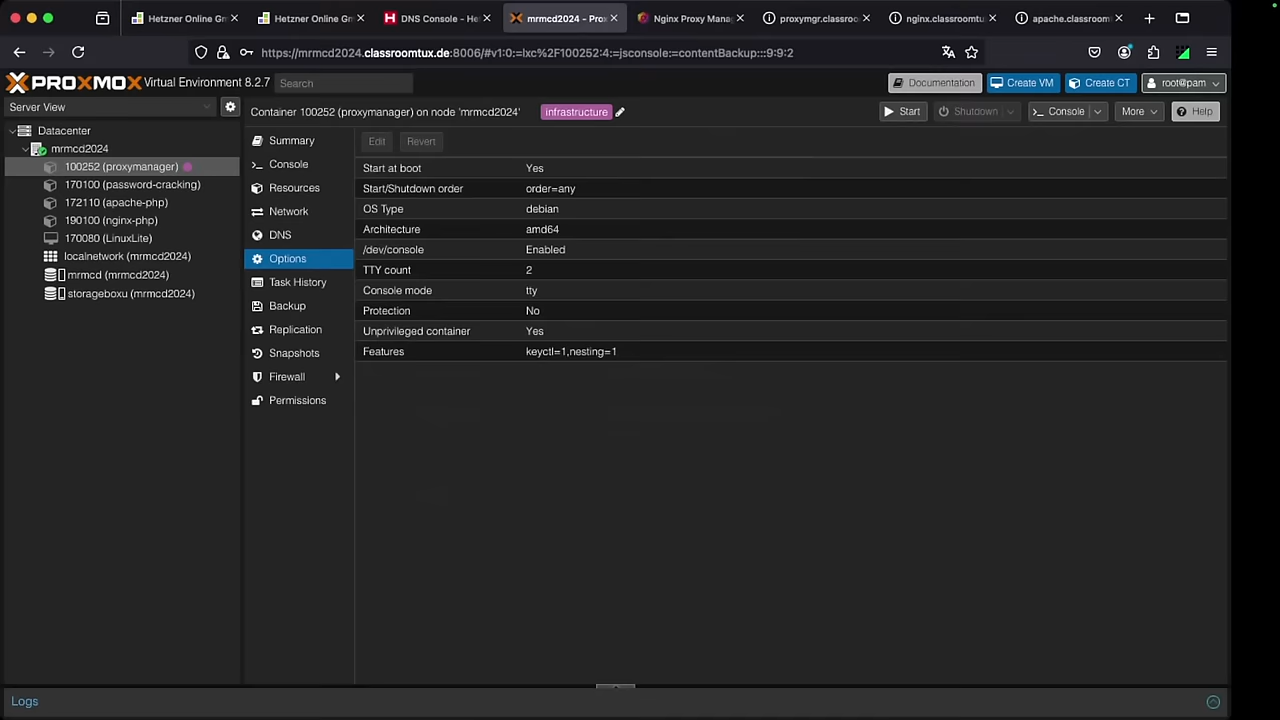 Hetzner Online Gm
Hetzner Online Gm
DNS Console - He
mrmcd2024 - Prox
Nginx Proxy Mana
proxymgr.classroo
nginx.classroomtu
apache.classroom
https://mrmcd2024.classroomtux.de:8006/#v1:0:=lxc%2F100252:4:=jsconsole:=contentBackup:::9:9:2
PROXMOX Virtual Environment 8.2.7 Search Documentation Create VM Create CT root@pam
Server View
Container 100252 (proxymanager) on node 'mrmcd2024' infrastructure Start Shutdown Console More Help
Datacenter
mrmcd2024
100252 (proxymanager)
170100 (password-cracking)
172110 (apache-php)
190100 (nginx-php)
170080 (LinuxLite)
localnetwork (mrmcd2024)
mrmcd (mrmcd2024)
storageboxu (mrmcd2024)
Summary
Console
Resources
Network
DNS
Options
Task History
Backup
Replication
Snapshots
Firewall
Permissions
Edit Revert
Start at boot Yes
Start/Shutdown order order=any
OS Type debian
Architecture amd64
/dev/console Enabled
TTY count 2
Console mode tty
Protection No
Unprivileged container Yes
Features keyctl=1,nesting=1
Logs